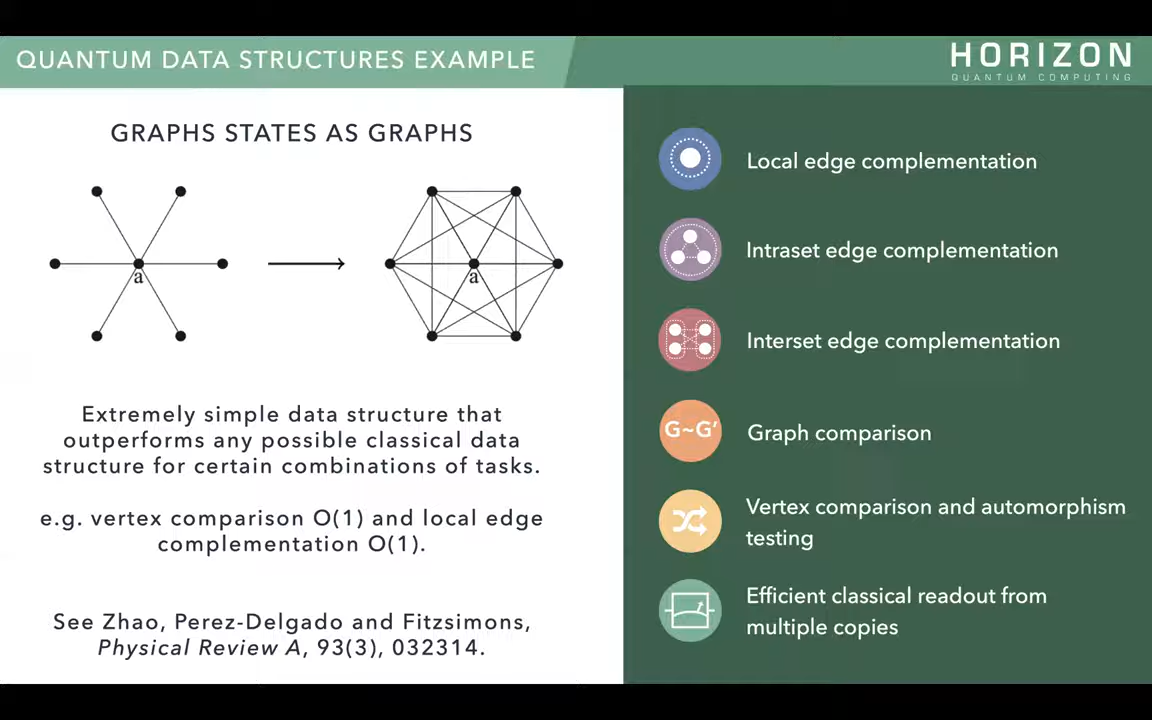 QUANTUM DATA STRUCTURES EXAMPLE
HORIZON
QUANTUM COMPUTING
GRAPHS STATES AS GRAPHS
a
a
Extremely simple data structure that
outperforms any possible classical data
structure for certain combinations of tasks.
e.g. vertex comparison O(1) and local edge
complementation O(1).
See Zhao, Perez-Delgado and Fitzsimons,
Physical Review A, 93(3), 032314.
Local edge complementation
Intraset edge complementation
Interset edge complementation
G~G'
Graph comparison
Vertex comparison and automorphism
testing
Efficient classical readout from
multiple copies